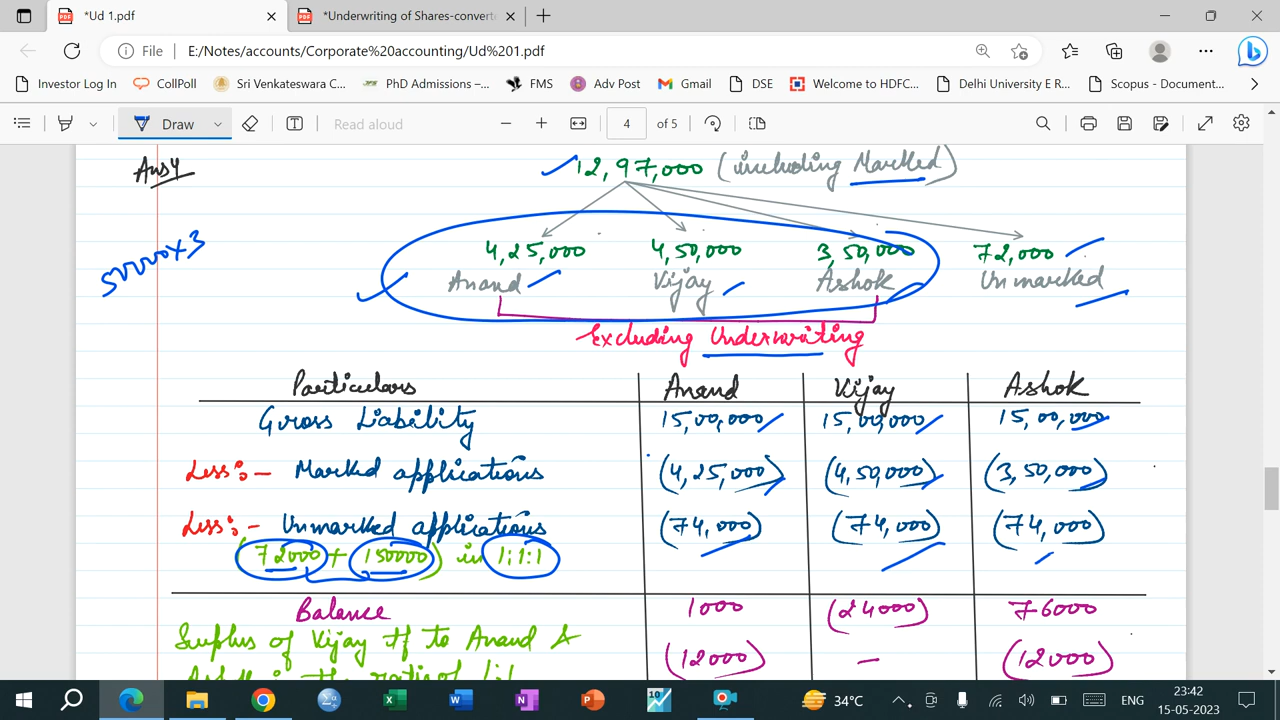 *Ud 1.pdf
*Underwriting of Shares-converte
File
E:/Notes/accounts/Corporate%20accounting/Ud%201.pdf
Investor Log In
CollPoll
Sri Venkateswara C...
PhD Admissions –...
FMS
Adv Post
Gmail
DSE
Welcome to HDFC...
Delhi University E R...
Scopus - Document...
Draw
Read aloud
4
of 5
Ans4
12,97,000 (including Marked)
50000x3
4,25,000 4,50,000 3,50,000 72,000
Anand Vijay Ashok Unmarked
Excluding Underwriting
Particulars Anand Vijay Ashok
Gross Liability 15,00,000 15,00,000 15,00,000
Less:- Marked applications (4,25,000) (4,50,000) (3,50,000)
Less:- Unmarked applications (74,000) (74,000) (74,000)
(72000 + 150000) in 1:1:1
Balance 1000 (24000) 76000
Surplus of Vijay tf to Anand &
(12000) — (12000)
34°C
ENG
23:42
15-05-2023